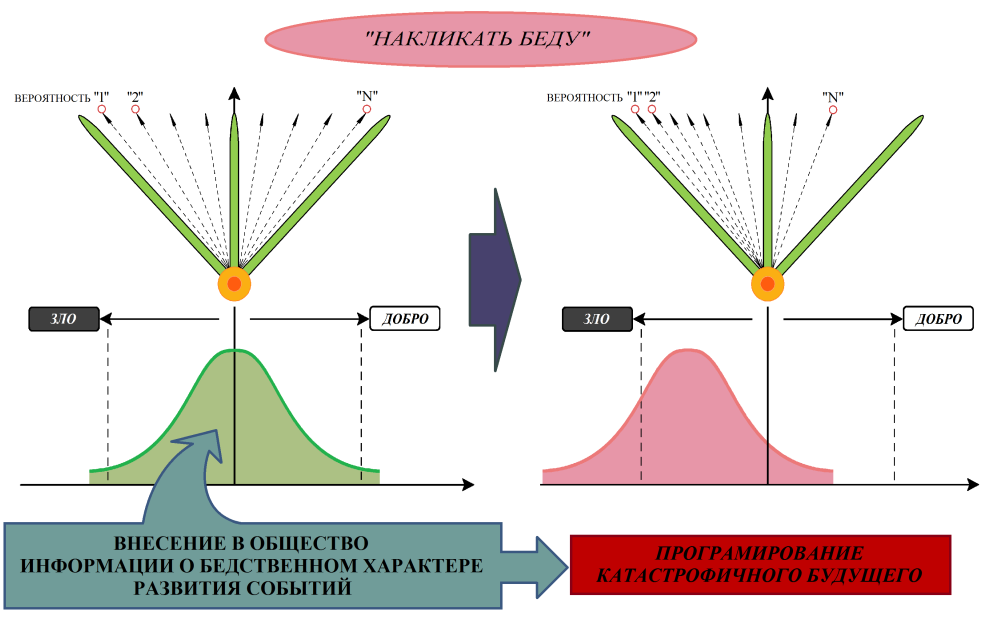 "НАКЛИКАТЬ БЕДУ"
ВЕРОЯТНОСТЬ "1" "2" "N"
ВЕРОЯТНОСТЬ "1" "2" "N"
ЗЛО ДОБРО
ЗЛО ДОБРО
ВНЕСЕНИЕ В ОБЩЕСТВО
ИНФОРМАЦИИ О БЕДСТВЕННОМ ХАРАКТЕРЕ
РАЗВИТИЯ СОБЫТИЙ
ПРОГРАМИРОВАНИЕ
КАТАСТРОФИЧНОГО БУДУЩЕГО